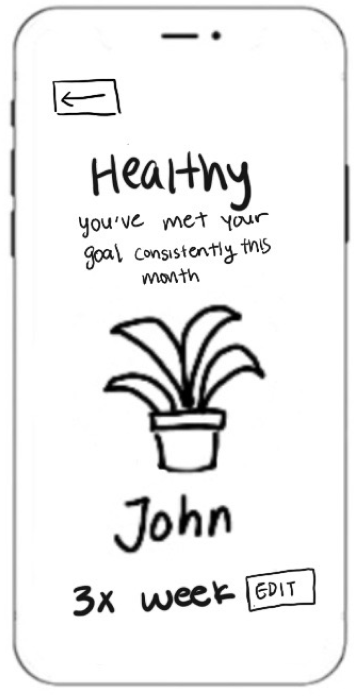 Healthy
you've met your
goal consistently this
month
John
3x week EDIT